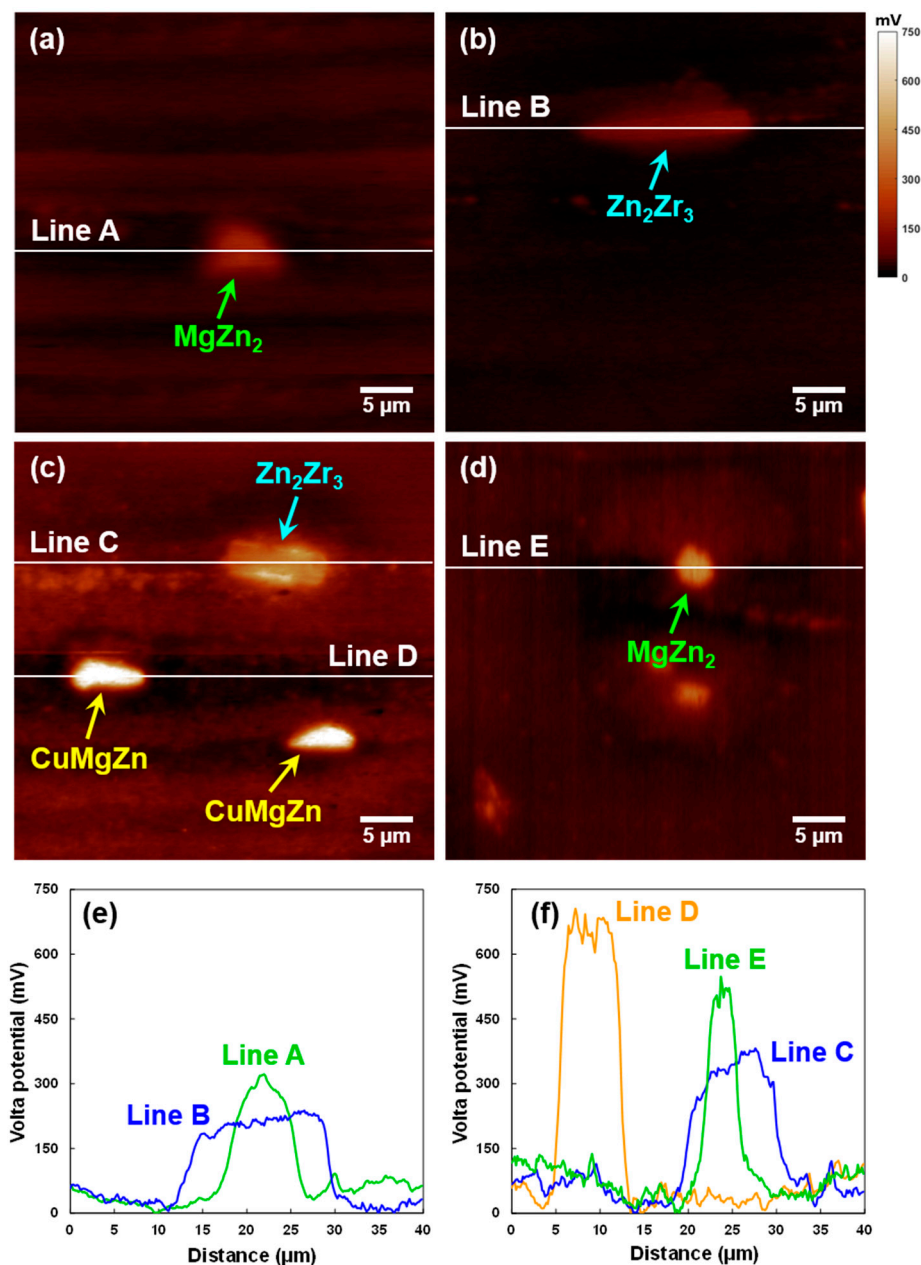 (a)
Line A
MgZn₂
5 µm
(b)
Line B
Zn₂Zr₃
5 µm
mV
750
600
450
300
150
0
(c)
Zn₂Zr₃
Line C
Line D
CuMgZn
CuMgZn
5 µm
(d)
Line E
MgZn₂
5 µm
(e)
Line A
Line B
Volta potential (mV)
750
600
450
300
150
0
0 5 10 15 20 25 30 35 40
Distance (µm)
(f)
Line D
Line E
Line C
Volta potential (mV)
750
600
450
300
150
0
0 5 10 15 20 25 30 35 40
Distance (µm)